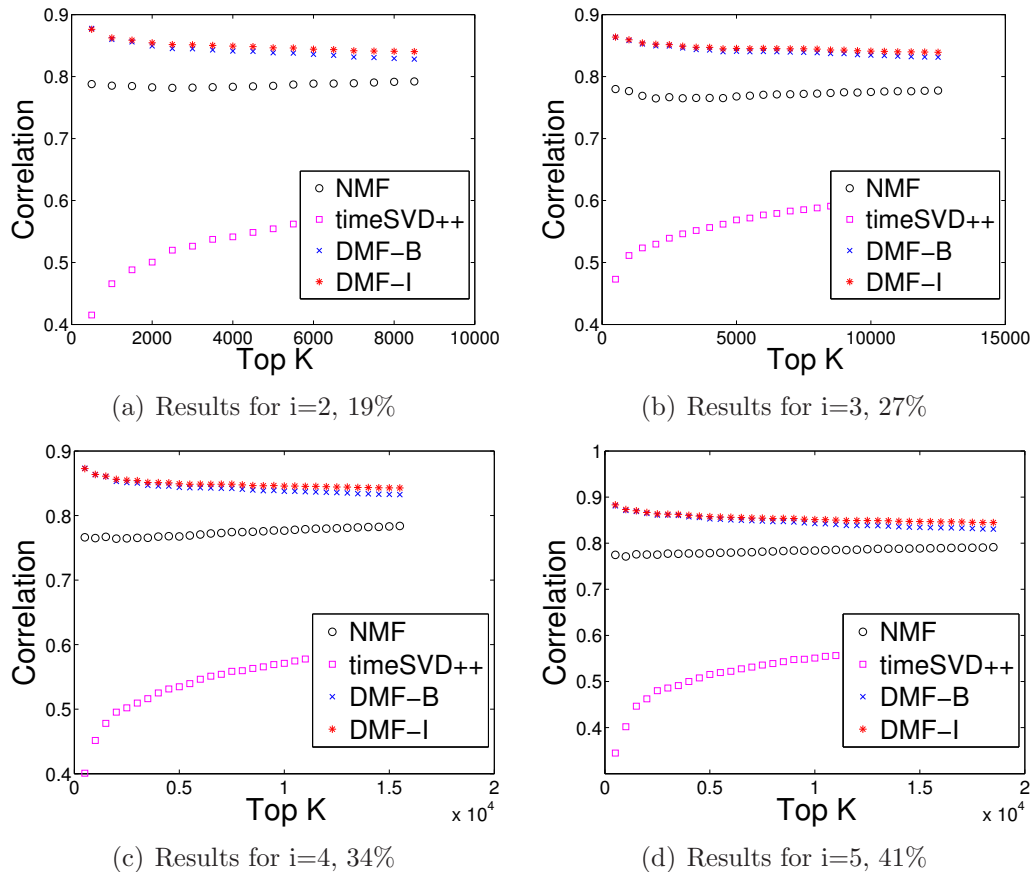 0.9
0.8
0.7
0.6
0.5
0.4
0
2000
4000
6000
8000
10000
Correlation
Top K
NMF
timeSVD++
DMF-B
DMF-I
(a) Results for i=2, 19%
0.9
0.8
0.7
0.6
0.5
0.4
0
5000
10000
15000
Correlation
Top K
NMF
timeSVD++
DMF-B
DMF-I
(b) Results for i=3, 27%
0.9
0.8
0.7
0.6
0.5
0.4
0
0.5
1
1.5
2
x 10^4
Correlation
Top K
NMF
timeSVD++
DMF-B
DMF-I
(c) Results for i=4, 34%
1
0.9
0.8
0.7
0.6
0.5
0.4
0
0.5
1
1.5
2
x 10^4
Correlation
Top K
NMF
timeSVD++
DMF-B
DMF-I
(d) Results for i=5, 41%